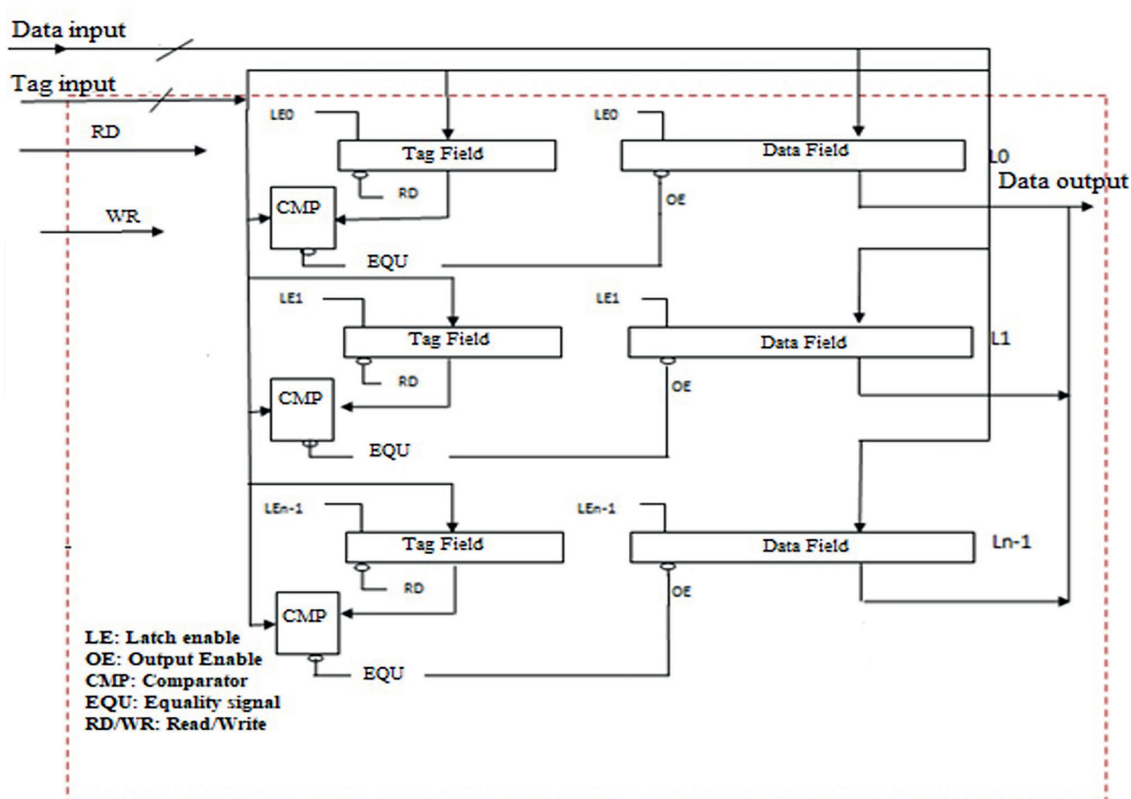 Data input
Tag input
RD
WR
LE0
LE0
Tag Field
Data Field
L0
RD
OE
Data output
CMP
EQU
LE1
LE1
Tag Field
Data Field
L1
RD
OE
CMP
EQU
LEn-1
LEn-1
Tag Field
Data Field
Ln-1
RD
OE
CMP
EQU
LE: Latch enable
OE: Output Enable
CMP: Comparator
EQU: Equality signal
RD/WR: Read/Write